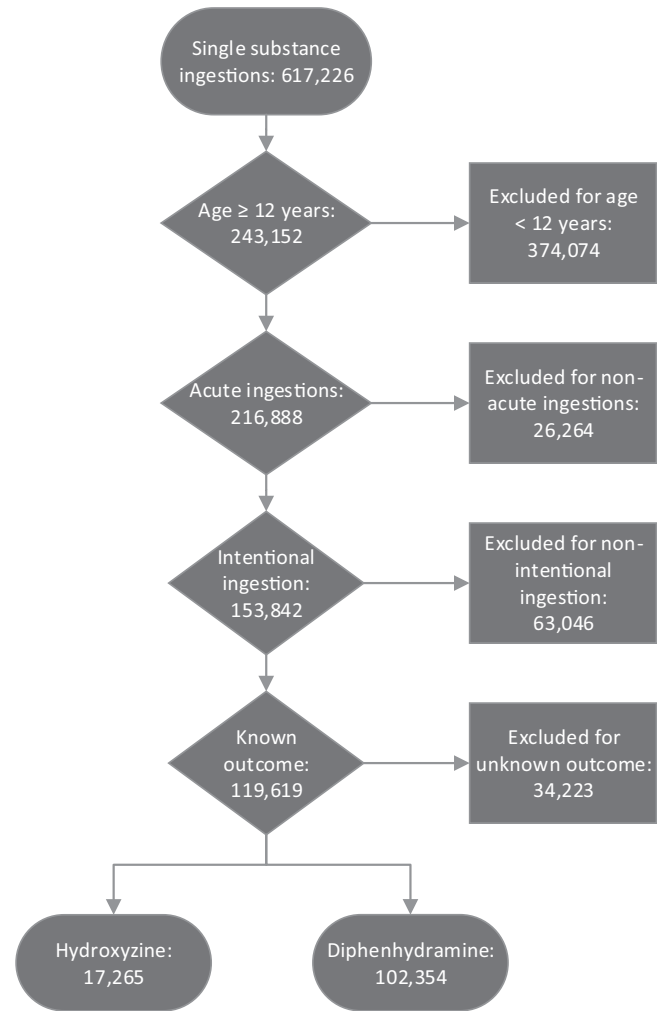 Single substance
ingestions: 617,226
Age ≥ 12 years:
243,152
Excluded for age
< 12 years:
374,074
Acute ingestions:
216,888
Excluded for non-
acute ingestions:
26,264
Intentional
ingestion:
153,842
Excluded for non-
intentional
ingestion:
63,046
Known
outcome:
119,619
Excluded for
unknown outcome:
34,223
Hydroxyzine:
17,265
Diphenhydramine:
102,354